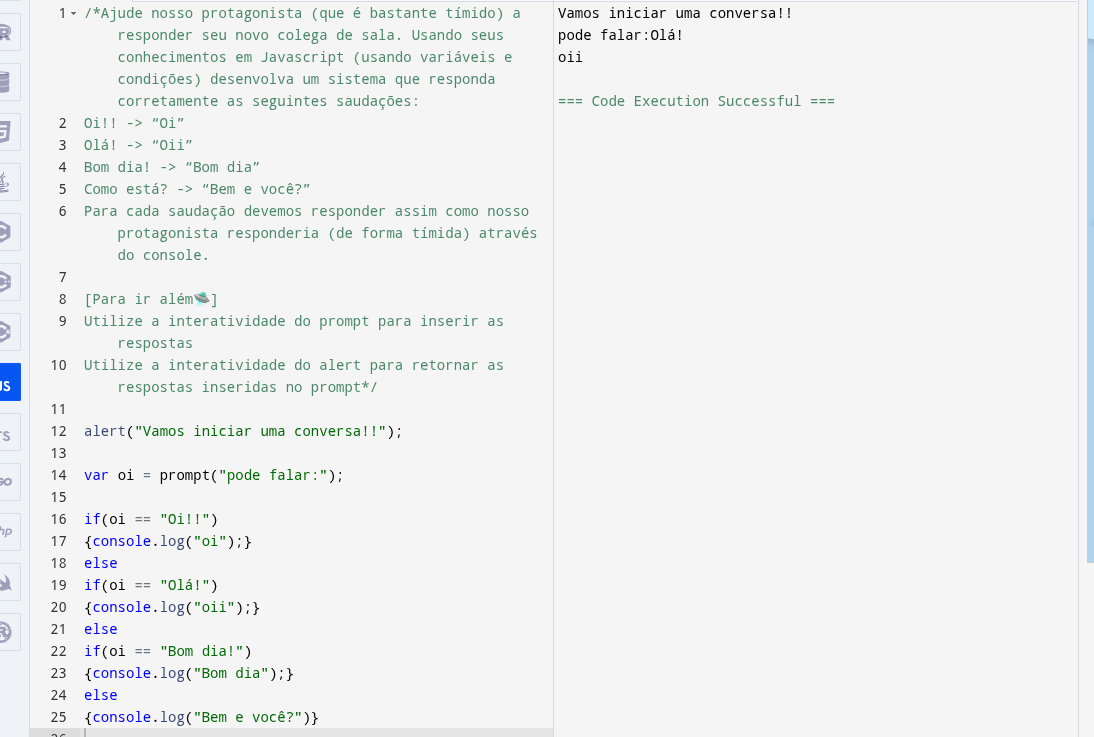 1 /*Ajude nosso protagonista (que é bastante tímido) a
responder seu novo colega de sala. Usando seus
conhecimentos em Javascript (usando variáveis e
condições) desenvolva um sistema que responda
corretamente as seguintes saudações:
2 Oi!! -> “Oi”
3 Olá! -> “Oii”
4 Bom dia! -> “Bom dia”
5 Como está? -> “Bem e você?”
6 Para cada saudação devemos responder assim como nosso
protagonista responderia (de forma tímida) através
do console.
7
8 [Para ir além🛸]
9 Utilize a interatividade do prompt para inserir as
respostas
10 Utilize a interatividade do alert para retornar as
respostas inseridas no prompt*/
11
12 alert("Vamos iniciar uma conversa!!");
13
14 var oi = prompt("pode falar:");
15
16 if(oi == "Oi!!")
17 {console.log("oi");}
18 else
19 if(oi == "Olá!")
20 {console.log("oii");}
21 else
22 if(oi == "Bom dia!")
23 {console.log("Bom dia");}
24 else
25 {console.log("Bem e você?")}
Vamos iniciar uma conversa!!
pode falar:Olá!
oii
=== Code Execution Successful ===